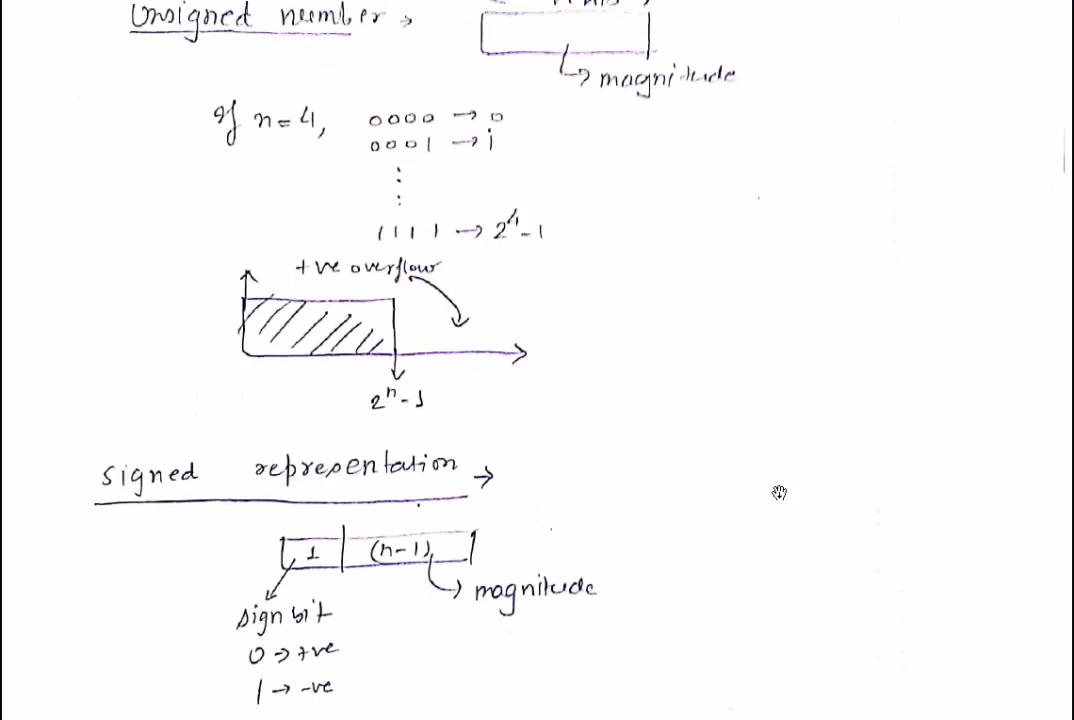 Unsigned number →
magnitude
If n = 4, 0000 → 0
0001 → 1
⋮
1111 → 2⁴-1
+ve overflow
2ⁿ-1
Signed representation →
1 (n-1)
magnitude
sign bit
0 → +ve
1 → -ve